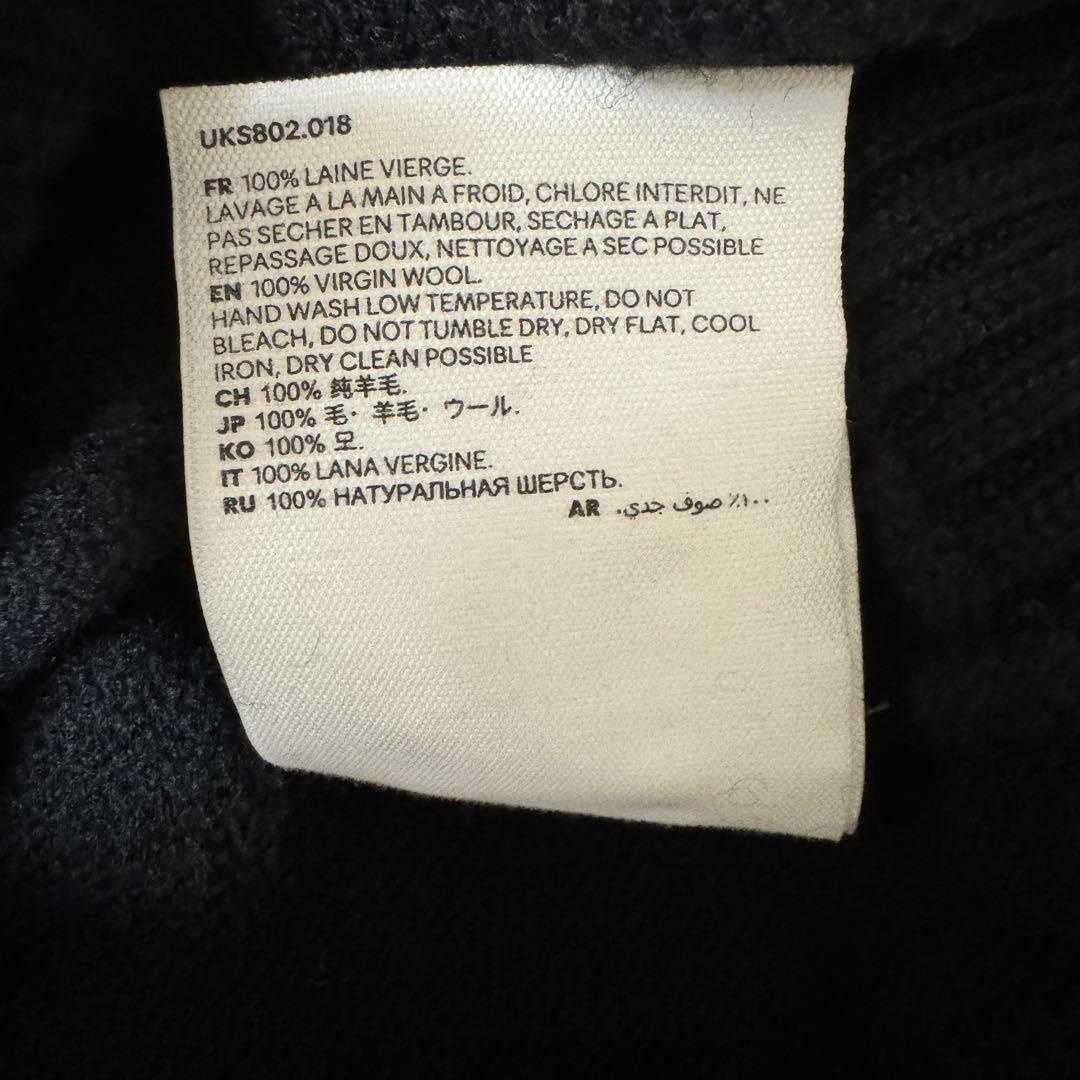 UKS802.018
FR 100% LAINE VIERGE.
LAVAGE A LA MAIN A FROID, CHLORE INTERDIT, NE
PAS SECHER EN TAMBOUR, SECHAGE A PLAT,
REPASSAGE DOUX, NETTOYAGE A SEC POSSIBLE
EN 100% VIRGIN WOOL.
HAND WASH LOW TEMPERATURE, DO NOT
BLEACH, DO NOT TUMBLE DRY, DRY FLAT, COOL
IRON, DRY CLEAN POSSIBLE
CH 100% 纯羊毛.
JP 100% 毛· 羊毛· ウール.
KO 100% 모.
IT 100% LANA VERGINE.
RU 100% НАТУРАЛЬНАЯ ШЕРСТЬ.
AR ١٠٠٪ صوف جدي.